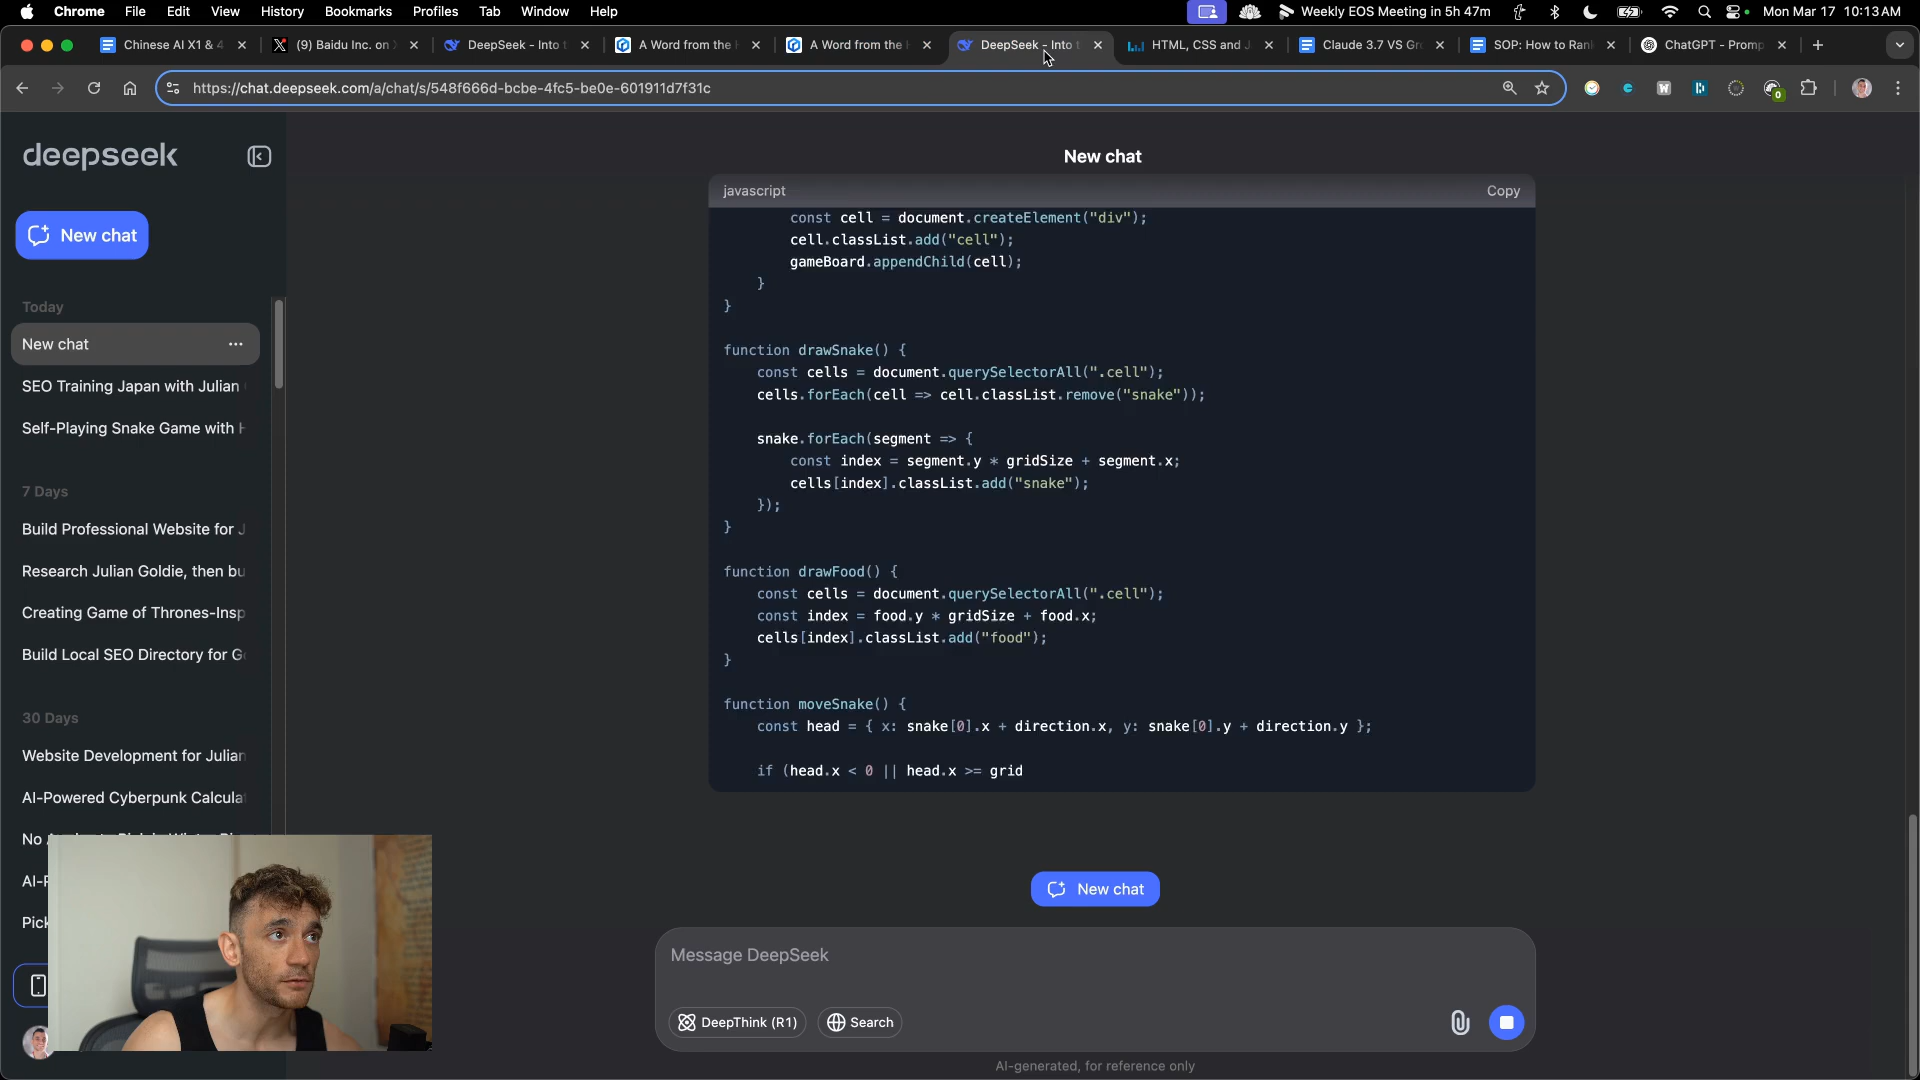 Chrome File Edit View History Bookmarks Profiles Tab Window Help Weekly EOS Meeting in 5h 47m Mon Mar 17 10:13 AM
Chinese AI X1 & 4 (9) Baidu Inc. on DeepSeek - Into A Word from the A Word from the DeepSeek - Into t HTML, CSS and J Claude 3.7 VS Gr SOP: How to Ran ChatGPT - Promp
https://chat.deepseek.com/a/chat/s/548f666d-bcbe-4fc5-be0e-601911d7f31c
0
deepseek
New chat
Today
New chat
SEO Training Japan with Julian
Self-Playing Snake Game with H
7 Days
Build Professional Website for J
Research Julian Goldie, then bu
Creating Game of Thrones-Insp
Build Local SEO Directory for Go
30 Days
Website Development for Julian
AI-Powered Cyberpunk Calcula
No
AI-P
Pick
New chat
javascript Copy
const cell = document.createElement("div");
cell.classList.add("cell");
gameBoard.appendChild(cell);
}
}
function drawSnake() {
const cells = document.querySelectorAll(".cell");
cells.forEach(cell => cell.classList.remove("snake"));
snake.forEach(segment => {
const index = segment.y * gridSize + segment.x;
cells[index].classList.add("snake");
});
}
function drawFood() {
const cells = document.querySelectorAll(".cell");
const index = food.y * gridSize + food.x;
cells[index].classList.add("food");
}
function moveSnake() {
const head = { x: snake[0].x + direction.x, y: snake[0].y + direction.y };
if (head.x < 0 || head.x >= grid
New chat
Message DeepSeek
DeepThink (R1) Search
AI-generated, for reference only